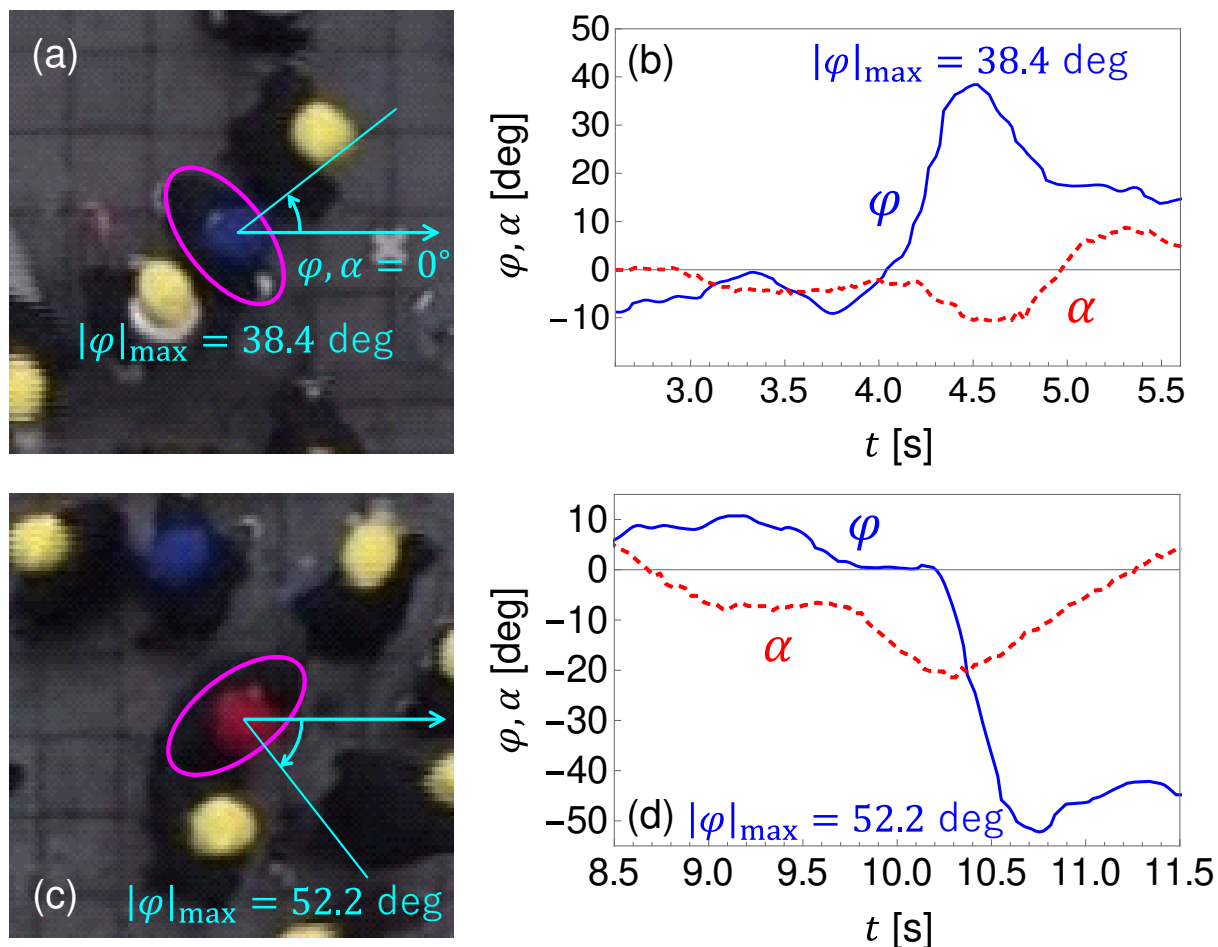 (a)
φ, α = 0°
|φ|max = 38.4 deg
(b)
|φ|max = 38.4 deg
φ
α
φ, α [deg]
50
40
30
20
10
0
−10
3.0 3.5 4.0 4.5 5.0 5.5
t [s]
(c)
|φ|max = 52.2 deg
(d)
|φ|max = 52.2 deg
φ
α
φ, α [deg]
10
0
−10
−20
−30
−40
−50
8.5 9.0 9.5 10.0 10.5 11.0 11.5
t [s]